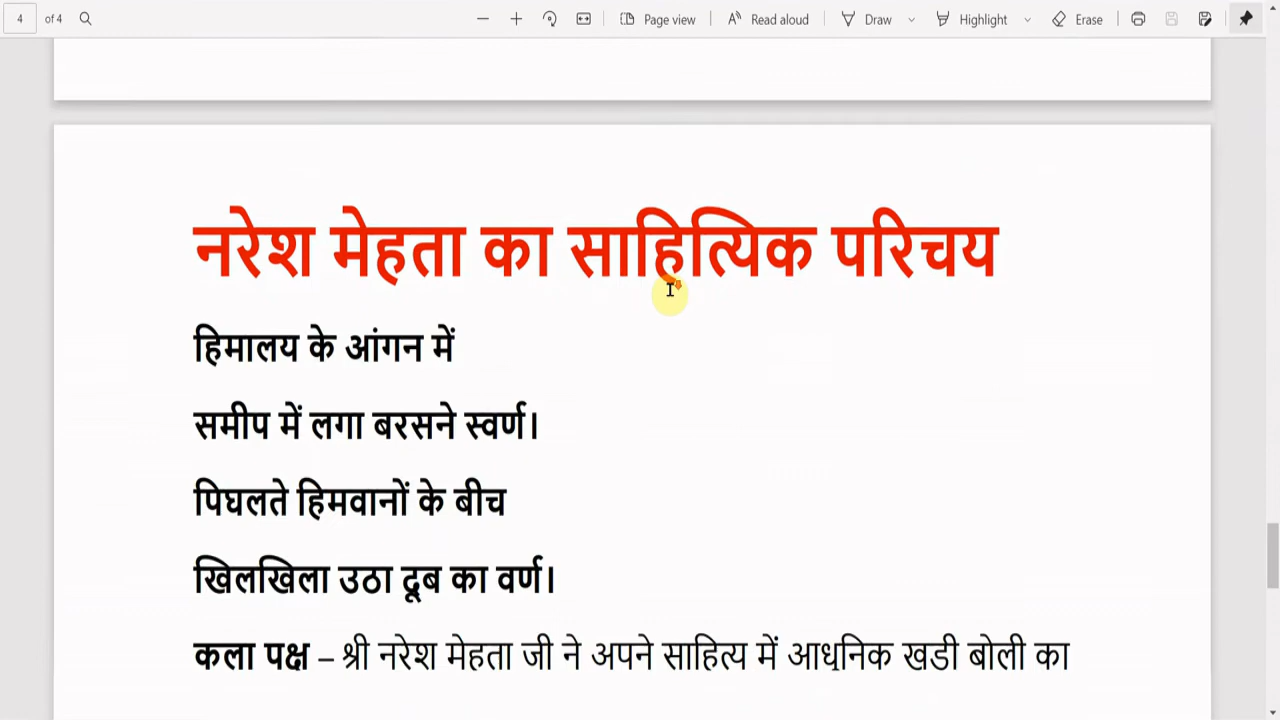 4 of 4 Page view Read aloud Draw Highlight Erase
नरेश मेहता का साहित्यिक परिचय
हिमालय के आंगन में
समीप में लगा बरसने स्वर्ण।
पिघलते हिमवानों के बीच
खिलखिला उठा दूब का वर्ण।
कला पक्ष – श्री नरेश मेहता जी ने अपने साहित्य में आधुनिक खडी बोली का